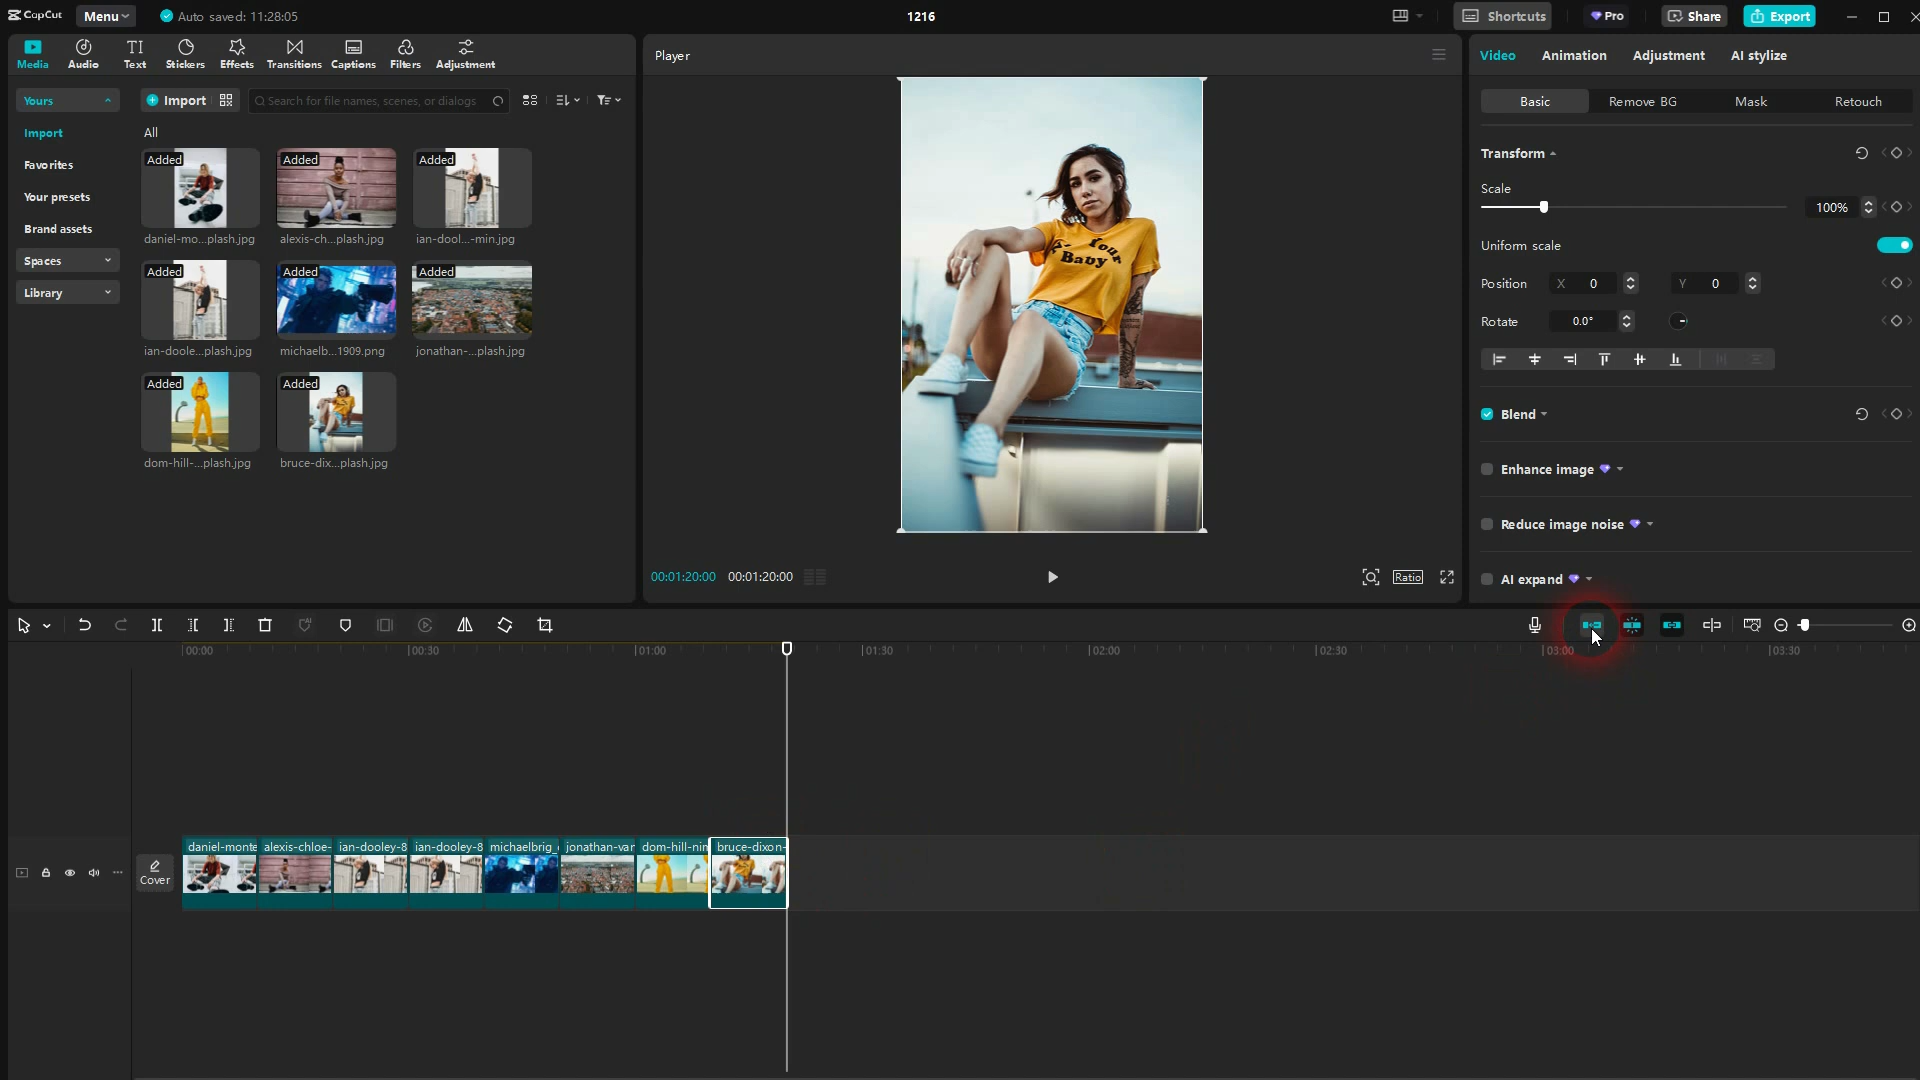 CapCut
Menu
Auto saved: 11:28:05
1216
Shortcuts
Pro
Share
Export
Media
Audio
Text
Stickers
Effects
Transitions
Captions
Filters
Adjustment
Yours
Import
Favorites
Your presets
Brand assets
Spaces
Library
Import
Search for file names, scenes, or dialogs
All
Added
daniel-mo...plash.jpg
Added
alexis-ch...plash.jpg
Added
ian-dool...-min.jpg
Added
ian-doole...plash.jpg
Added
michaelb...1909.png
Added
jonathan-...plash.jpg
Added
dom-hill-...plash.jpg
Added
bruce-dix...plash.jpg
Player
Your
Baby
00:01:20:00
00:01:20:00
Ratio
Video
Animation
Adjustment
AI stylize
Basic
Remove BG
Mask
Retouch
Transform
Scale
100%
Uniform scale
Position
X
0
Y
0
Rotate
0.0°
Blend
Enhance image
Reduce image noise
AI expand
00:00
00:30
01:00
01:30
02:00
02:30
03:00
03:30
Cover
daniel-monte
alexis-chloe-
ian-dooley-8
ian-dooley-8
michaelbrig_
jonathan-var
dom-hill-nim
bruce-dixon-